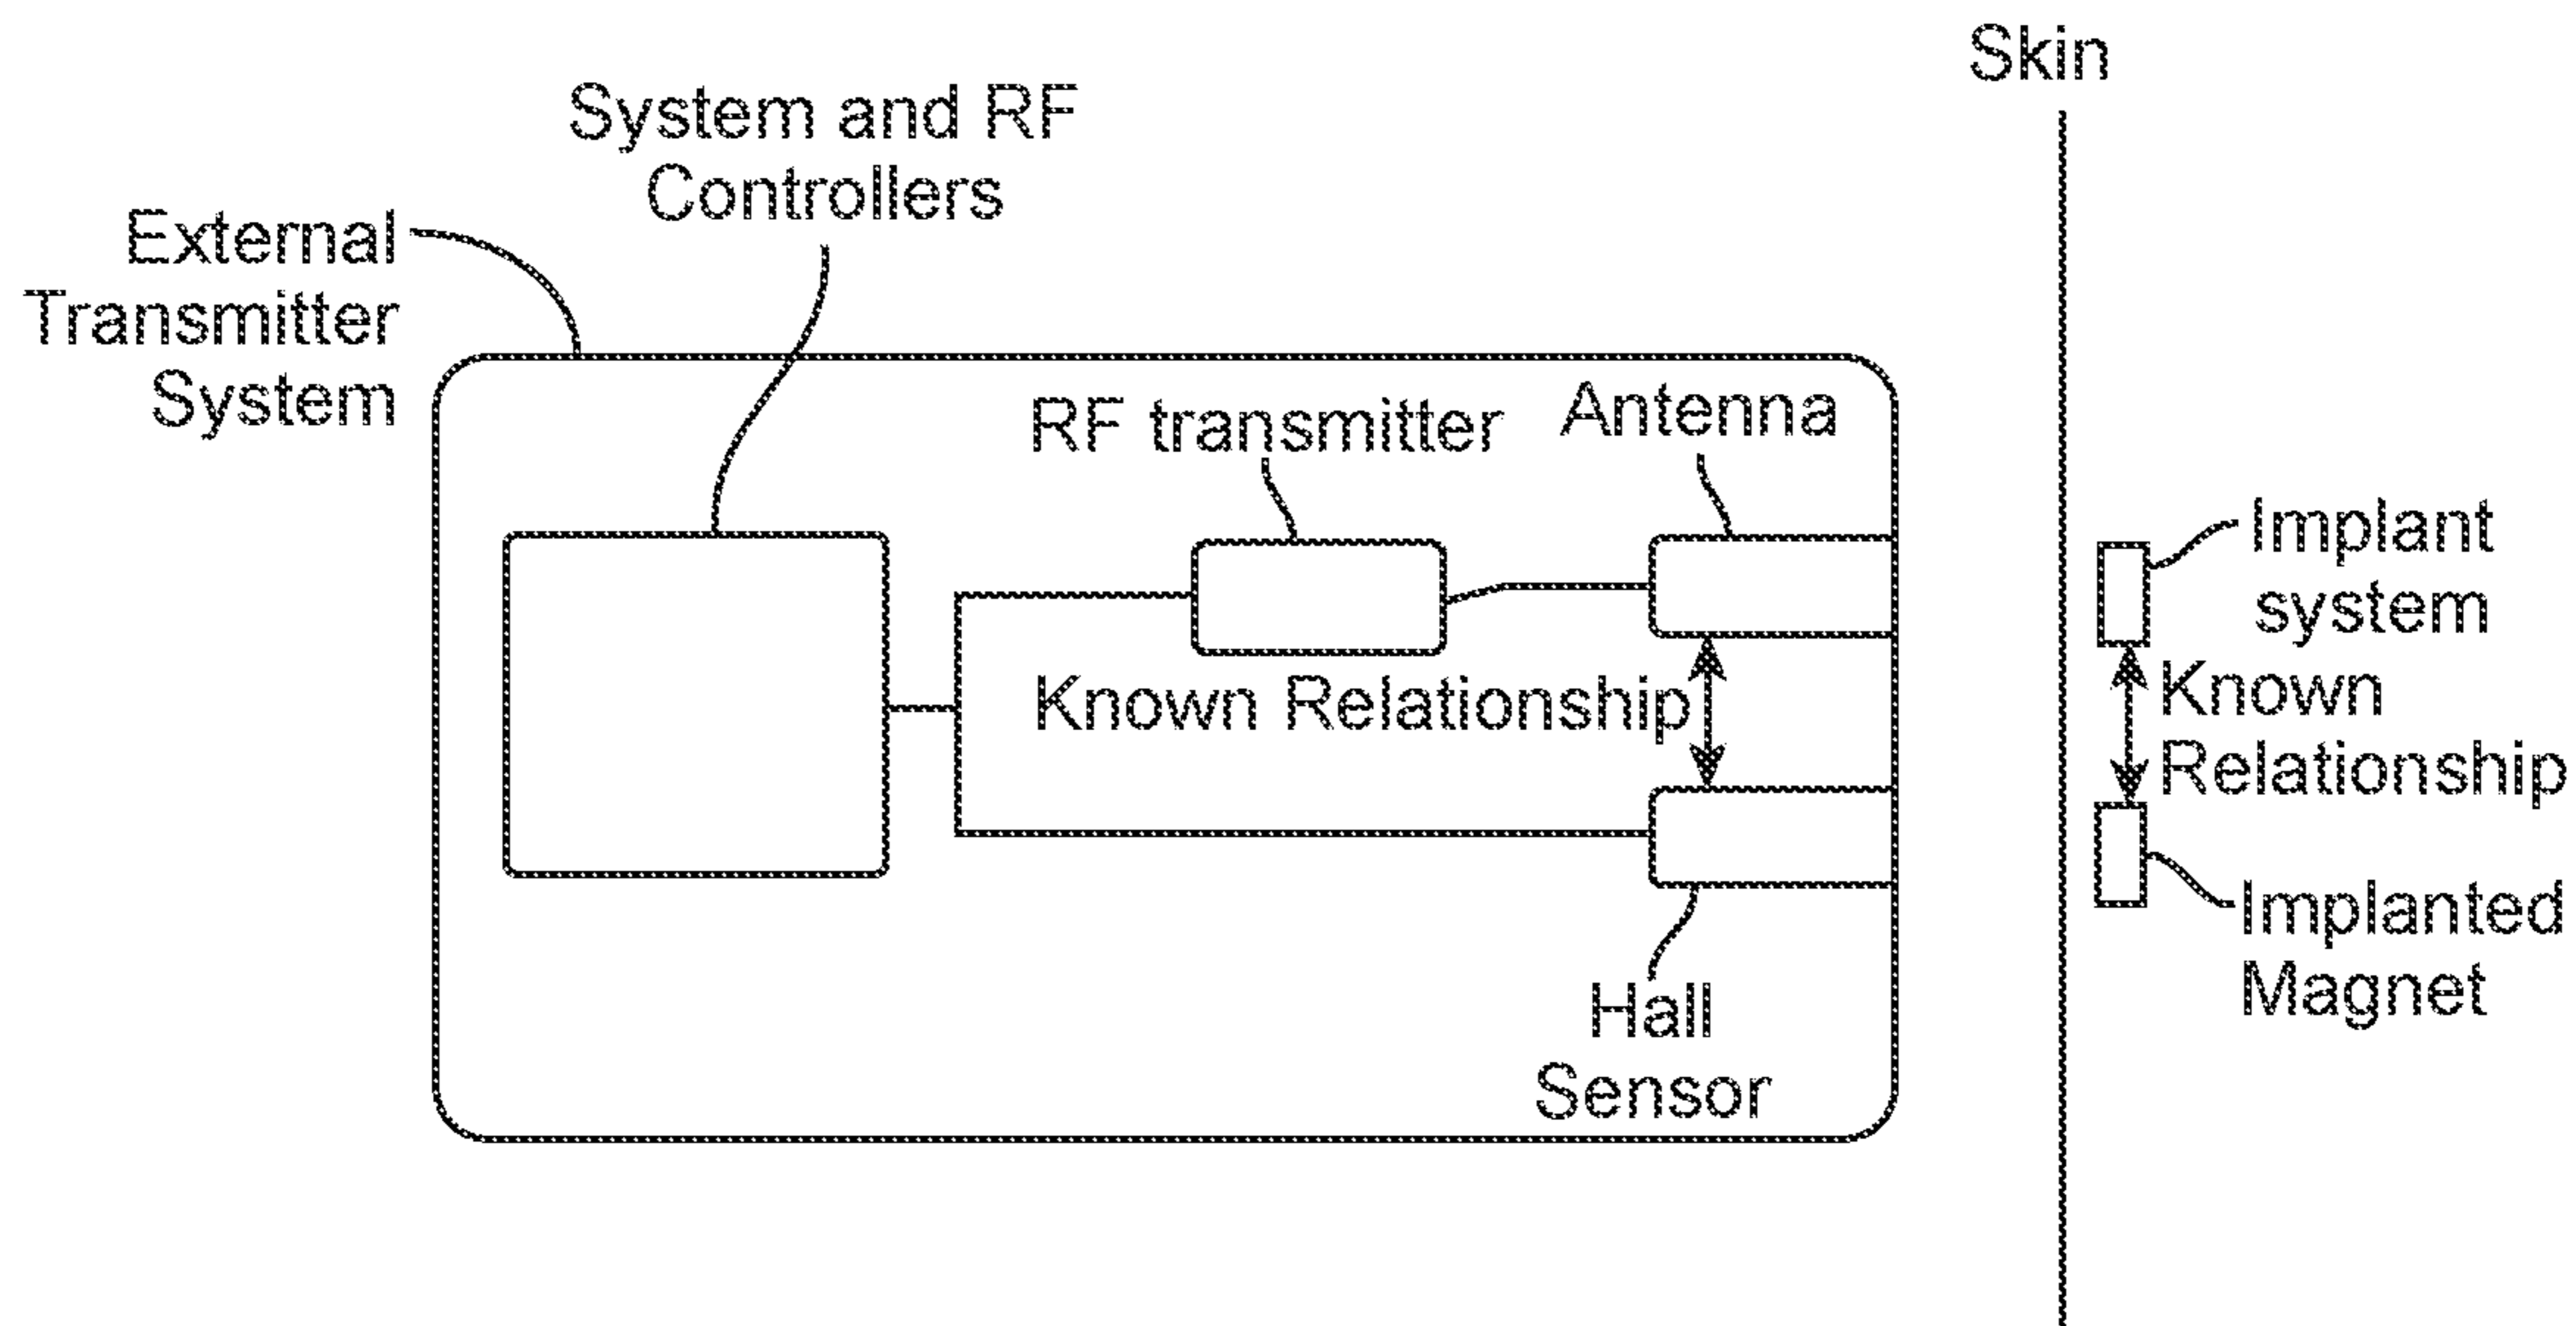 Skin
System and RF
Controllers
External
Transmitter
System
RF transmitter
Antenna
Implant
system
Known Relationship
Known
Relationship
Implanted
Magnet
Hall
Sensor